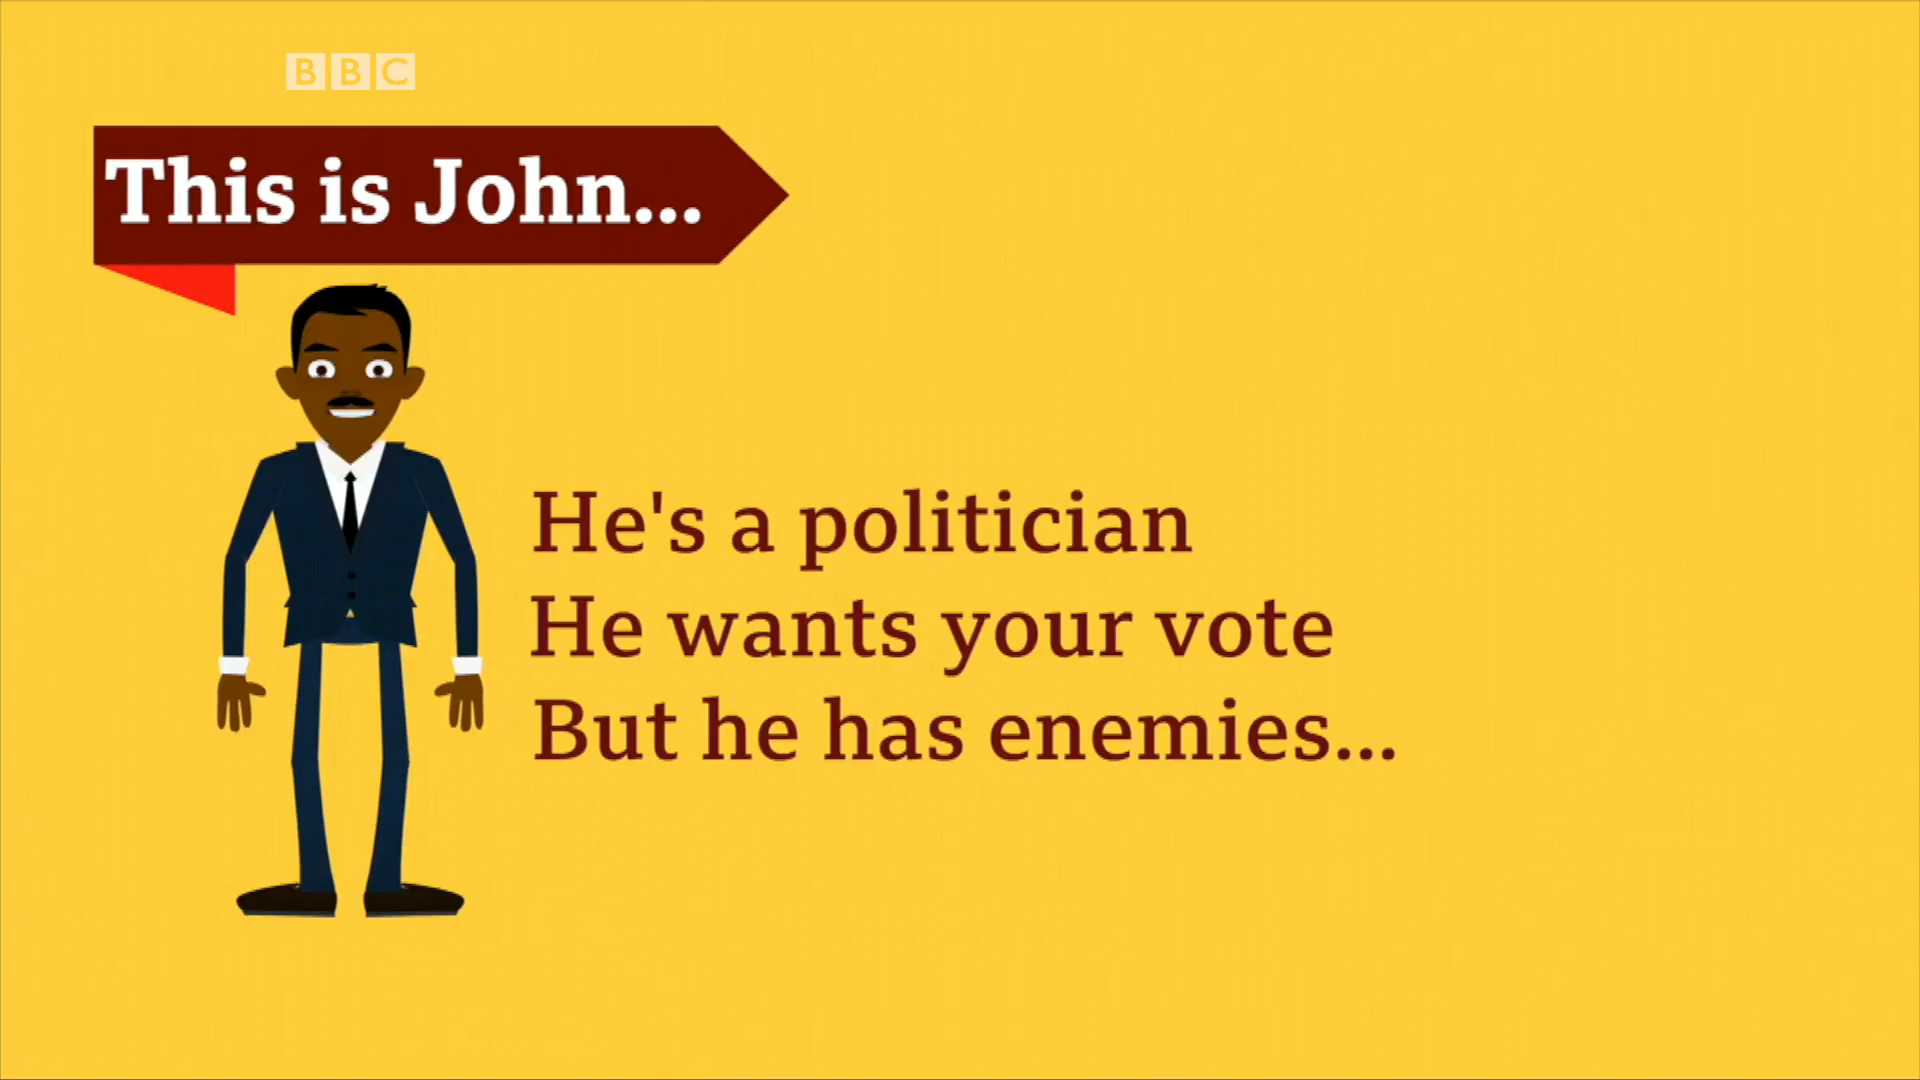 BBC
This is John...
He's a politician
He wants your vote
But he has enemies...